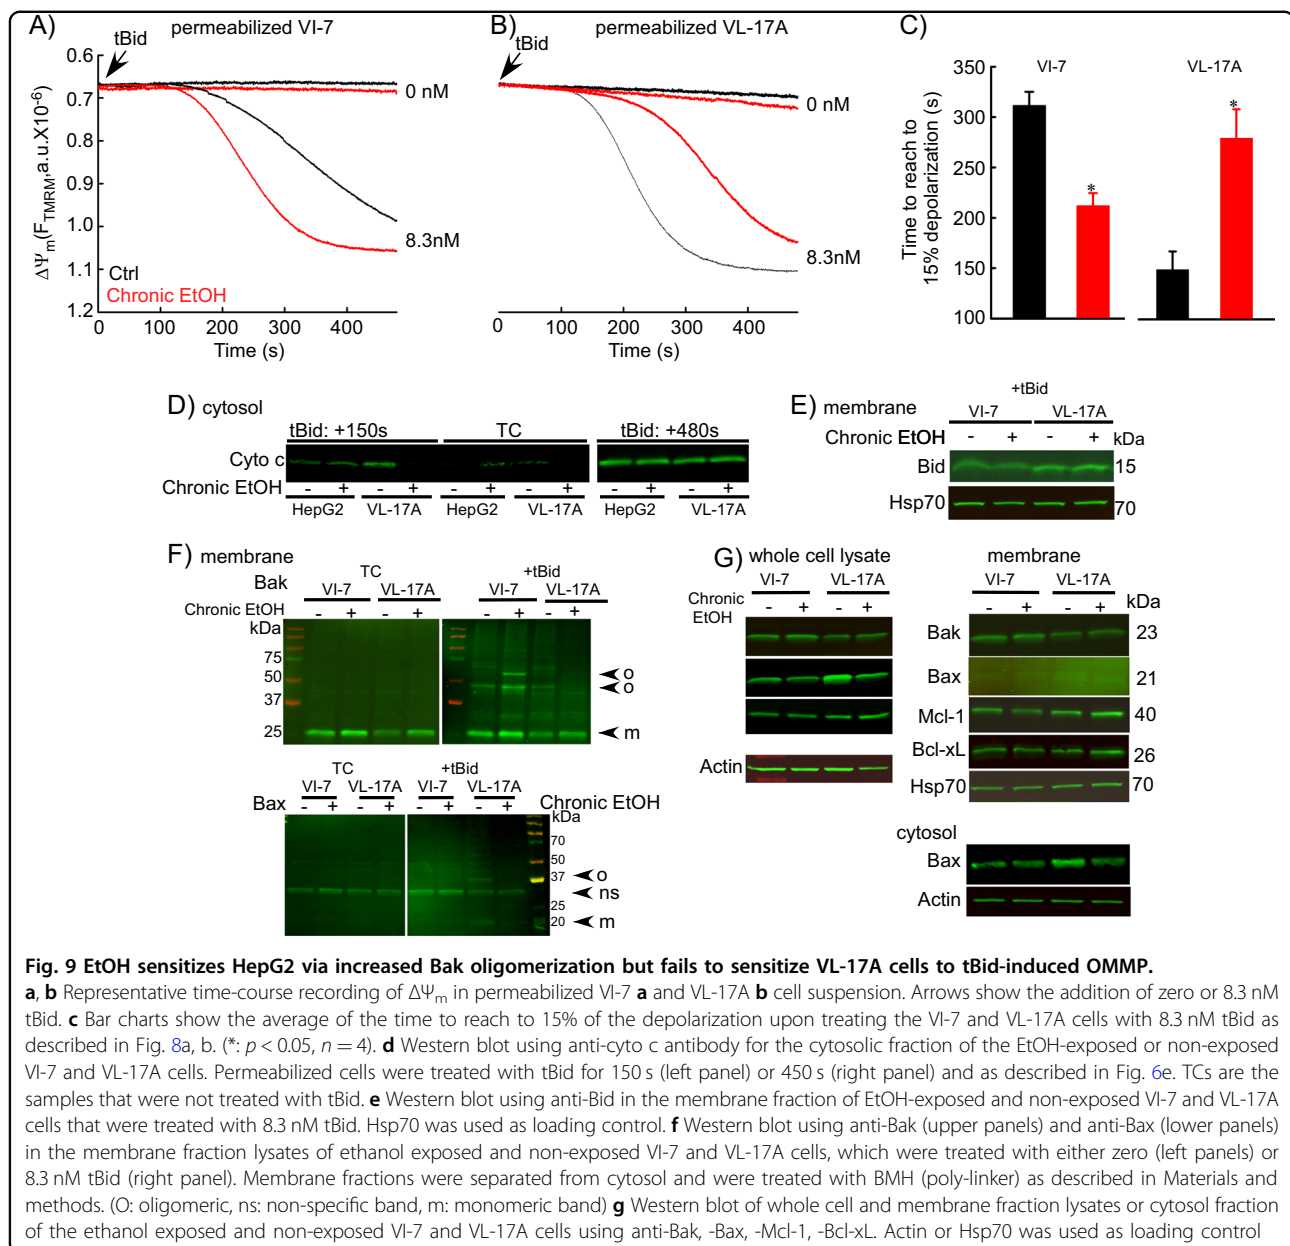 A) permeabilized VI-7
tBid
0.6
0.7
0.8
0.9
1.0
1.1
1.2
ΔΨm(FTMRM,a.u.X10-6)
0 nM
8.3nM
Ctrl
Chronic EtOH
0 100 200 300 400
Time (s)
B) permeabilized VL-17A
tBid
0 nM
8.3nM
0 100 200 300 400
Time (s)
C)
VI-7 VL-17A
350
300
250
200
150
100
Time to reach to
15% depolarization (s)
* *
D) cytosol
tBid: +150s TC tBid: +480s
Cyto c
Chronic EtOH - + - + - + - + - + - +
HepG2 VL-17A HepG2 VL-17A HepG2 VL-17A
E) membrane
+tBid
VI-7 VL-17A
Chronic EtOH - + - + kDa
Bid 15
Hsp70 70
F) membrane
Bak
TC +tBid
VI-7 VL-17A VI-7 VL-17A
Chronic EtOH - + - + - + - +
kDa
75
50
37
25
o
o
m
TC +tBid
VI-7 VL-17A VI-7 VL-17A
Bax - + - + - + - + Chronic EtOH
kDa
70
50
37 o
ns
25
20 m
G) whole cell lysate membrane
VI-7 VL-17A VI-7 VL-17A
Chronic
EtOH - + - + - + - + kDa
Bak 23
Bax 21
Mcl-1 40
Bcl-xL 26
Actin
Hsp70 70
cytosol
Bax
Actin
Fig. 9 EtOH sensitizes HepG2 via increased Bak oligomerization but fails to sensitize VL-17A cells to tBid-induced OMMP.
a, b Representative time-course recording of ΔΨm in permeabilized VI-7 a and VL-17A b cell suspension. Arrows show the addition of zero or 8.3 nM
tBid. c Bar charts show the average of the time to reach to 15% of the depolarization upon treating the VI-7 and VL-17A cells with 8.3 nM tBid as
described in Fig. 8a, b. (*: p < 0.05, n = 4). d Western blot using anti-cyto c antibody for the cytosolic fraction of the EtOH-exposed or non-exposed
VI-7 and VL-17A cells. Permeabilized cells were treated with tBid for 150 s (left panel) or 450 s (right panel) and as described in Fig. 6e. TCs are the
samples that were not treated with tBid. e Western blot using anti-Bid in the membrane fraction of EtOH-exposed and non-exposed VI-7 and VL-17A
cells that were treated with 8.3 nM tBid. Hsp70 was used as loading control. f Western blot using anti-Bak (upper panels) and anti-Bax (lower panels)
in the membrane fraction lysates of ethanol exposed and non-exposed VI-7 and VL-17A cells, which were treated with either zero (left panels) or
8.3 nM tBid (right panel). Membrane fractions were separated from cytosol and were treated with BMH (poly-linker) as described in Materials and
methods. (O: oligomeric, ns: non-specific band, m: monomeric band) g Western blot of whole cell and membrane fraction lysates or cytosol fraction
of the ethanol exposed and non-exposed VI-7 and VL-17A cells using anti-Bak, -Bax, -Mcl-1, -Bcl-xL. Actin or Hsp70 was used as loading control